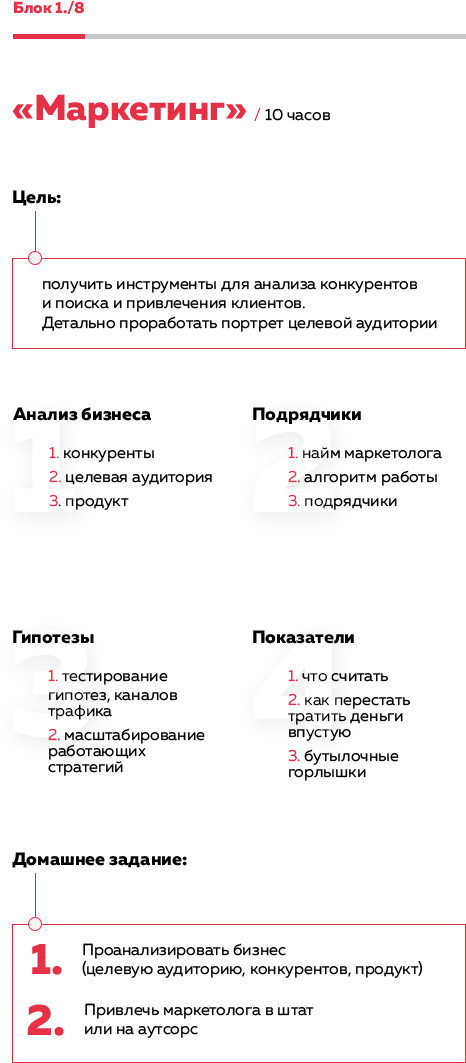 Блок 1./8
«Маркетинг» / 10 часов
Цель:
получить инструменты для анализа конкурентов
и поиска и привлечения клиентов.
Детально проработать портрет целевой аудитории
1
Анализ бизнеса
1. конкуренты
2. целевая аудитория
3. продукт
2
Подрядчики
1. найм маркетолога
2. алгоритм работы
3. подрядчики
3
Гипотезы
1. тестирование
гипотез, каналов
трафика
2. масштабирование
работающих
стратегий
4
Показатели
1. что считать
2. как перестать
тратить деньги
впустую
3. бутылочные
горлышки
Домашнее задание:
1. Проанализировать бизнес
(целевую аудиторию, конкурентов, продукт)
2. Привлечь маркетолога в штат
или на аутсорс